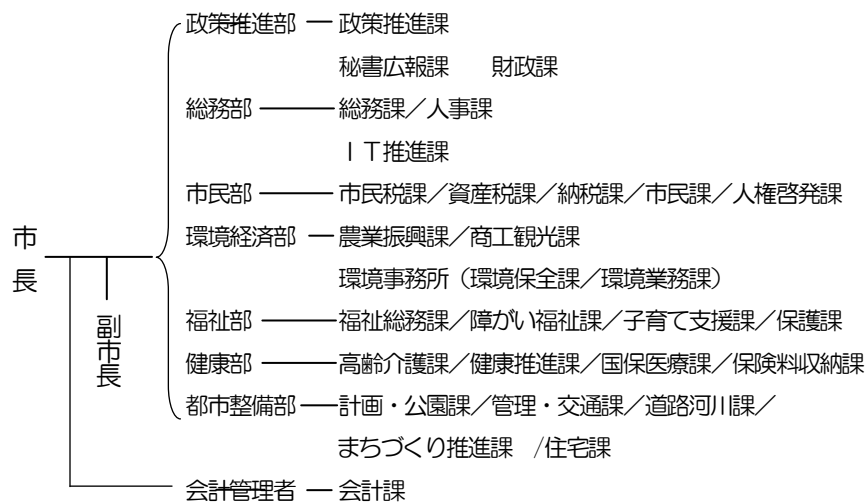 政策推進部 ― 政策推進課
秘書広報課　財政課
総務部 ――― 総務課／人事課
ＩＴ推進課
市民部 ――― 市民税課／資産税課／納税課／市民課／人権啓発課
市長
環境経済部 ― 農業振興課／商工観光課
環境事務所（環境保全課／環境業務課）
副市長
福祉部 ――― 福祉総務課／障がい福祉課／子育て支援課／保護課
健康部 ――― 高齢介護課／健康推進課／国保医療課／保険料収納課
都市整備部 ― 計画・公園課／管理・交通課／道路河川課／
まちづくり推進課　/住宅課
会計管理者 ― 会計課